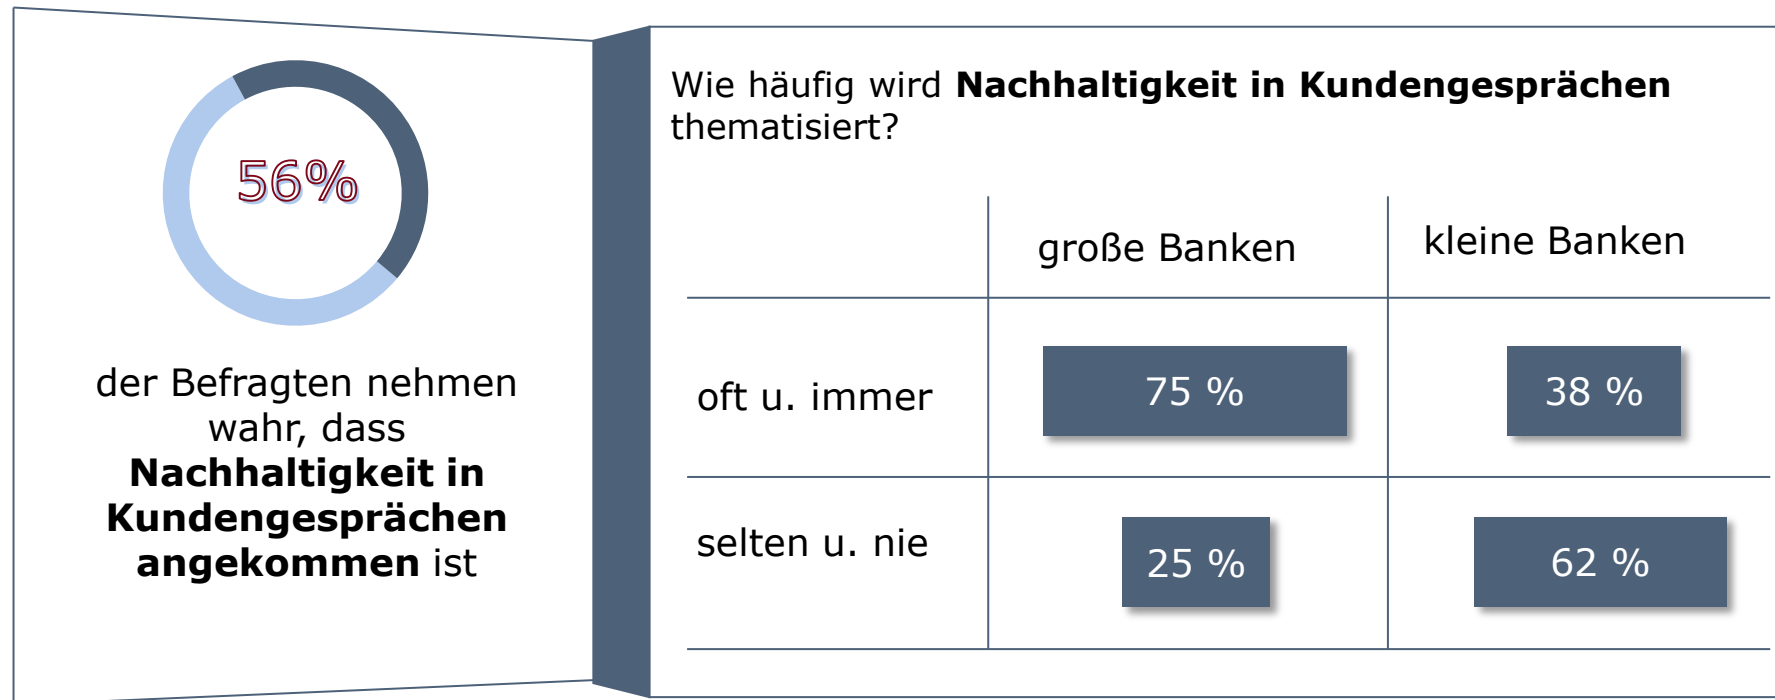 56%
der Befragten nehmen
wahr, dass
Nachhaltigkeit in
Kundengesprächen
angekommen ist
Wie häufig wird Nachhaltigkeit in Kundengesprächen
thematisiert?
große Banken
kleine Banken
oft u. immer
75 %
38 %
selten u. nie
25 %
62 %